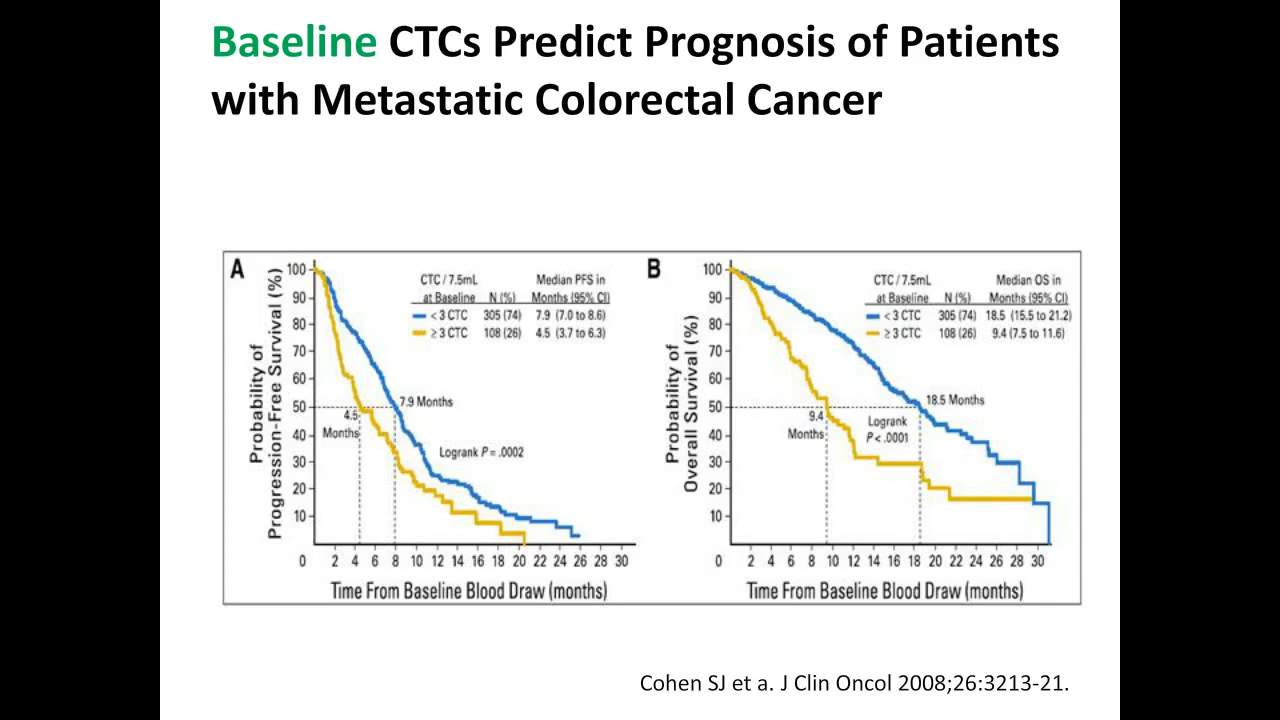 Baseline CTCs Predict Prognosis of Patients
with Metastatic Colorectal Cancer
A
Probability of
Progression-Free Survival (%)
100
90
80
70
60
50
40
30
20
10
CTC / 7.5mL Median PFS in
at Baseline N (%) Months (95% CI)
< 3 CTC 305 (74) 7.9 (7.0 to 8.6)
≥ 3 CTC 108 (26) 4.5 (3.7 to 6.3)
7.9 Months
4.5
Months
Logrank P = .0002
0 2 4 6 8 10 12 14 16 18 20 22 24 26 28 30
Time From Baseline Blood Draw (months)
B
Probability of
Overall Survival (%)
100
90
80
70
60
50
40
30
20
10
CTC / 7.5mL Median OS in
at Baseline N (%) Months (95% CI)
< 3 CTC 305 (74) 18.5 (15.5 to 21.2)
≥ 3 CTC 108 (26) 9.4 (7.5 to 11.6)
18.5 Months
9.4
Months
Logrank
P < .0001
0 2 4 6 8 10 12 14 16 18 20 22 24 26 28 30
Time From Baseline Blood Draw (months)
Cohen SJ et a. J Clin Oncol 2008;26:3213-21.